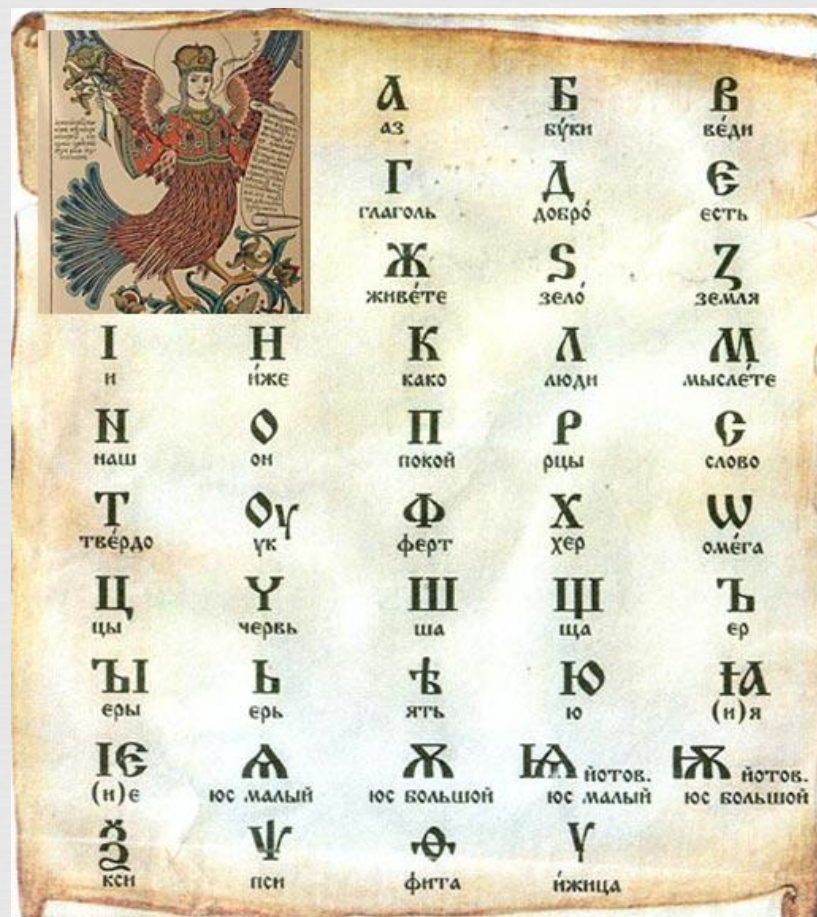 А Б В
аз бу́ки ве́ди
Г Д Є
глаголь добро́ єсть
Ж Ѕ Ꙁ
живе́те зело́ земля
І Н К Л М
и и́же како люди мысле́те
N О П Р С
наш он покой рцы слово
Т Оу Ф Х Ѡ
тве́рдо ук ферт хер оме́га
Ц Ү Ш Щ Ъ
цы червь ша ща ер
ЪІ Ь Ѣ Ю Ꙗ
еры ерь ять ю (и)я
Ѥ Ѧ Ѫ Ѩ йотов. Ѭ йотов.
(и)є юс малый юс большой юс малый юс большой
Ѯ Ѱ Ѳ Ѵ
кси пси фита и́жица